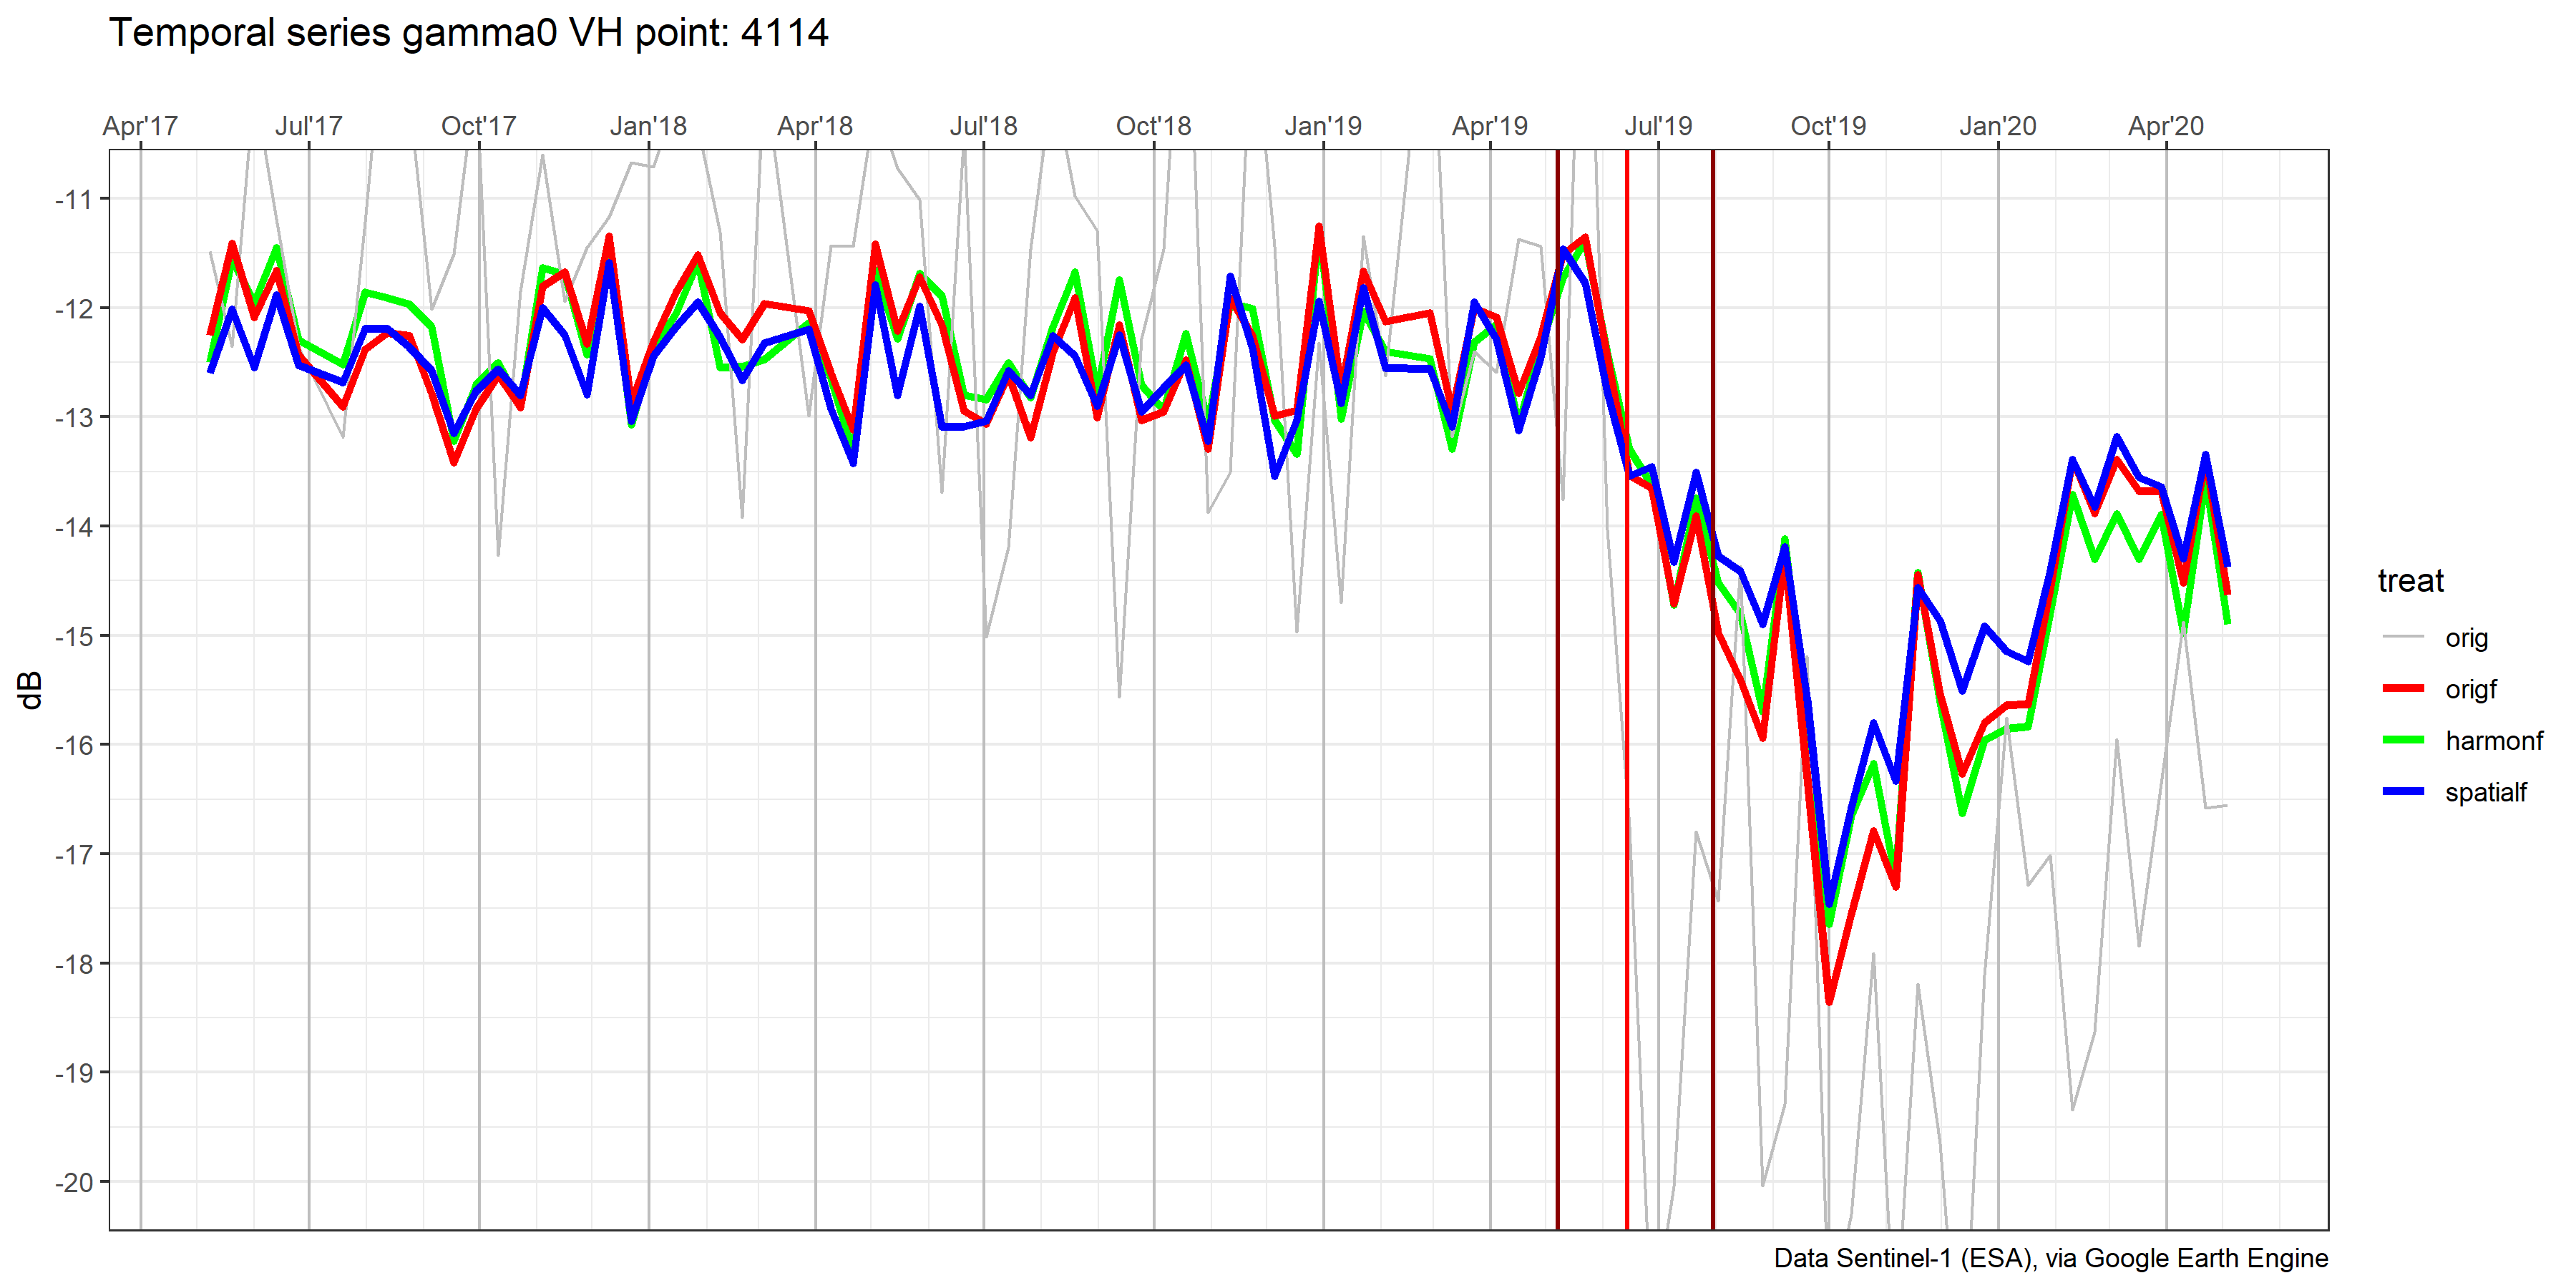 Temporal series gamma0 VH point: 4114
Apr'17 Jul'17 Oct'17 Jan'18 Apr'18 Jul'18 Oct'18 Jan'19 Apr'19 Jul'19 Oct'19 Jan'20 Apr'20
-11
-12
-13
-14
-15
-16
-17
-18
-19
-20
dB
treat
orig
origf
harmonf
spatialf
Data Sentinel-1 (ESA), via Google Earth Engine